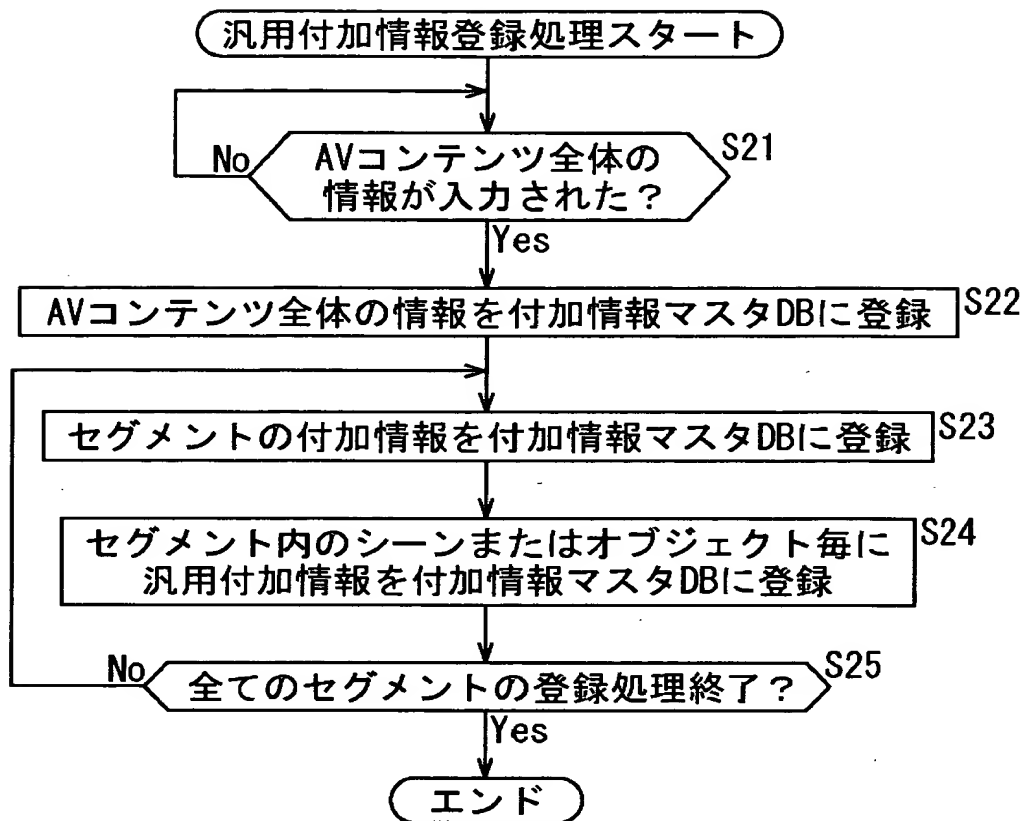 汎用付加情報登録処理スタート
No
AVコンテンツ全体の
情報が入力された？
S21
Yes
AVコンテンツ全体の情報を付加情報マスタDBに登録
S22
セグメントの付加情報を付加情報マスタDBに登録
S23
セグメント内のシーンまたはオブジェクト毎に
汎用付加情報を付加情報マスタDBに登録
S24
No
全てのセグメントの登録処理終了？
S25
Yes
エンド